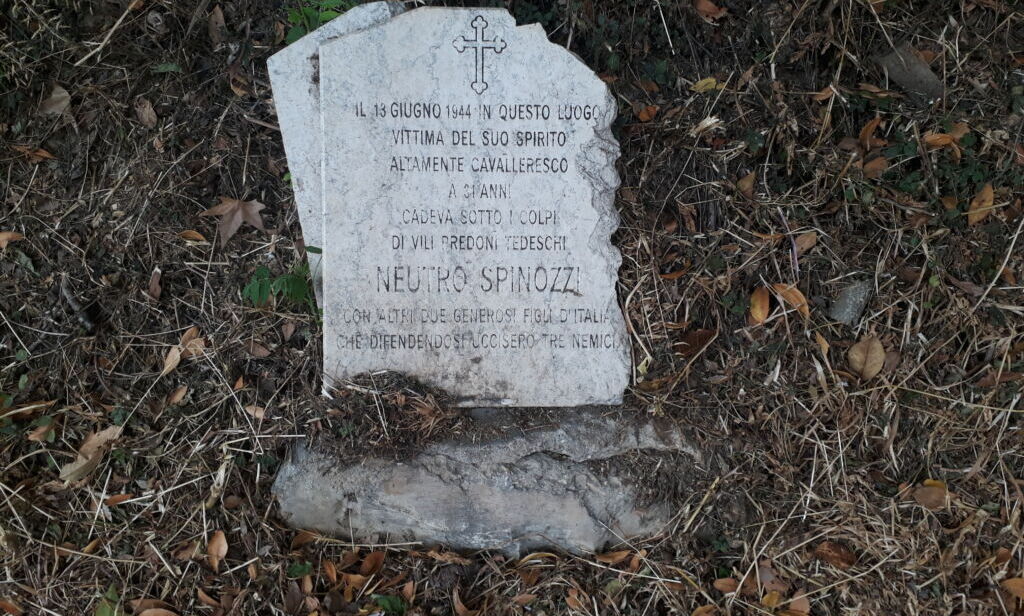 IL 13 GIUGNO 1944 IN QUESTO LUOGO
VITTIMA DEL SUO SPIRITO
ALTAMENTE CAVALLERESCO
A 31 ANNI
CADEVA SOTTO I COLPI
DI VILI PREDONI TEDESCHI
NEUTRO SPINOZZI
CON ALTRI DUE GENEROSI FIGLI D'ITALIA
CHE DIFENDENDOSI UCCISERO TRE NEMICI